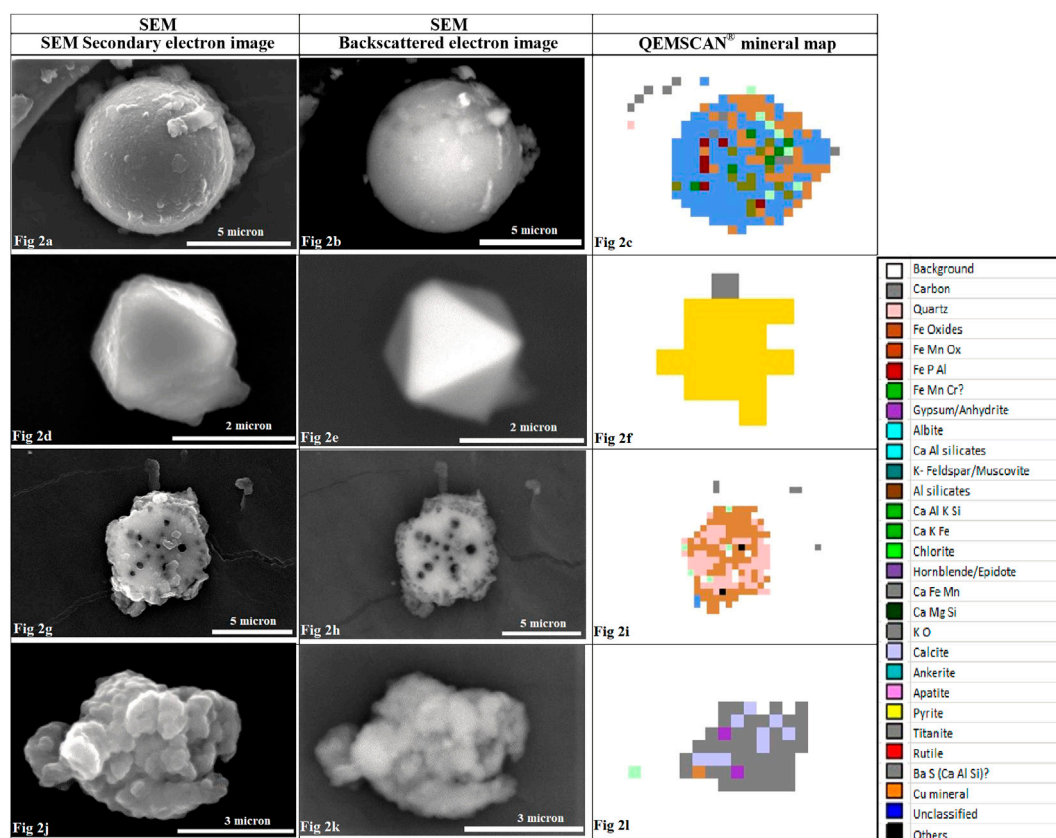 SEM
SEM Secondary electron image
SEM
Backscattered electron image
QEMSCAN® mineral map
5 micron
Fig 2a
5 micron
Fig 2b
Fig 2c
2 micron
Fig 2d
2 micron
Fig 2e
Fig 2f
5 micron
Fig 2g
5 micron
Fig 2h
Fig 2i
3 micron
Fig 2j
3 micron
Fig 2k
Fig 2l
Background
Carbon
Quartz
Fe Oxides
Fe Mn Ox
Fe P Al
Fe Mn Cr?
Gypsum/Anhydrite
Albite
Ca Al silicates
K- Feldspar/Muscovite
Al silicates
Ca Al K Si
Ca K Fe
Chlorite
Hornblende/Epidote
Ca Fe Mn
Ca Mg Si
K O
Calcite
Ankerite
Apatite
Pyrite
Titanite
Rutile
Ba S (Ca Al Si)?
Cu mineral
Unclassified
Others